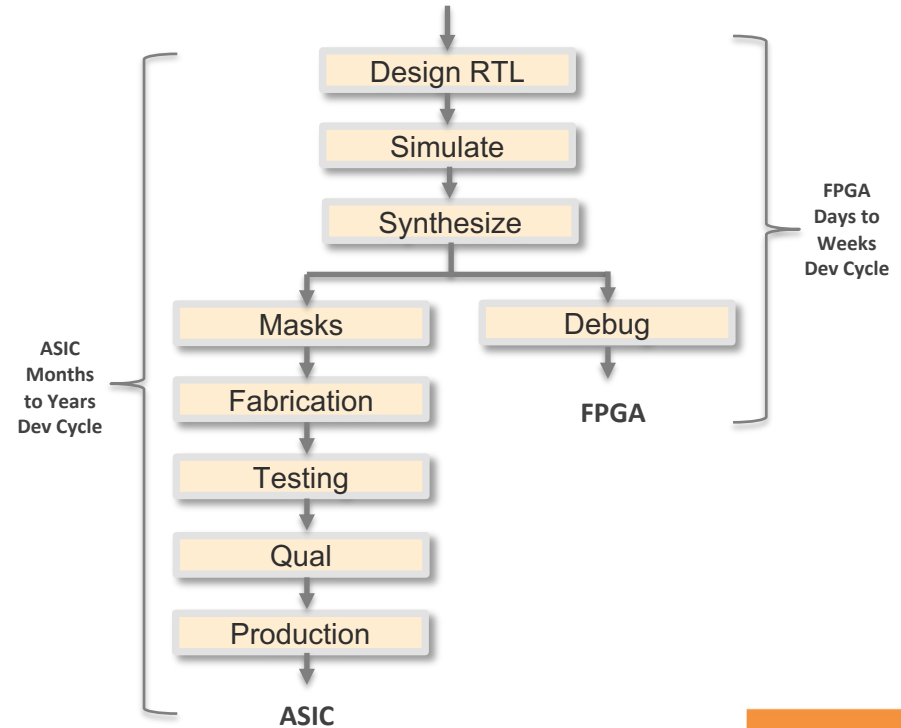 Design RTL
Simulate
Synthesize
Masks
Debug
Fabrication
FPGA
Testing
Qual
Production
ASIC
ASIC
Months
to Years
Dev Cycle
FPGA
Days to
Weeks
Dev Cycle